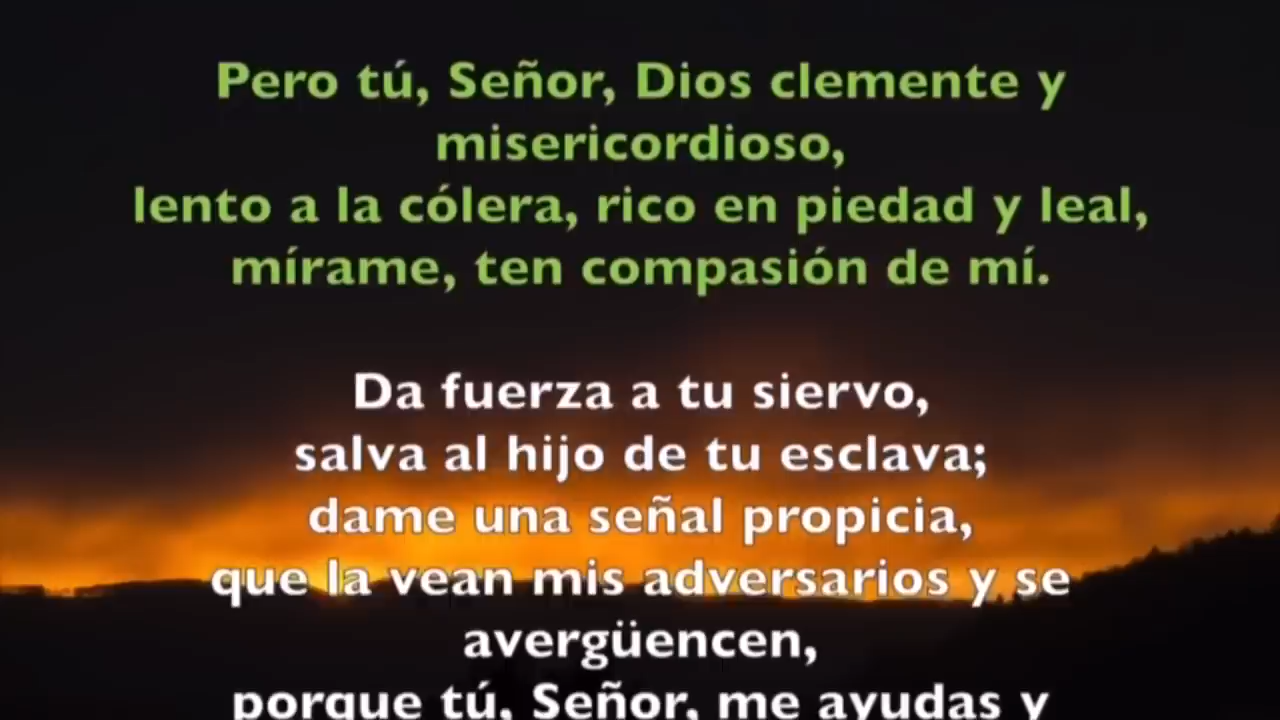 Pero tú, Señor, Dios clemente y
misericordioso,
lento a la cólera, rico en piedad y leal,
mírame, ten compasión de mí.
Da fuerza a tu siervo,
salva al hijo de tu esclava;
dame una señal propicia,
que la vean mis adversarios y se
avergüencen,
porque tú, Señor, me ayudas y